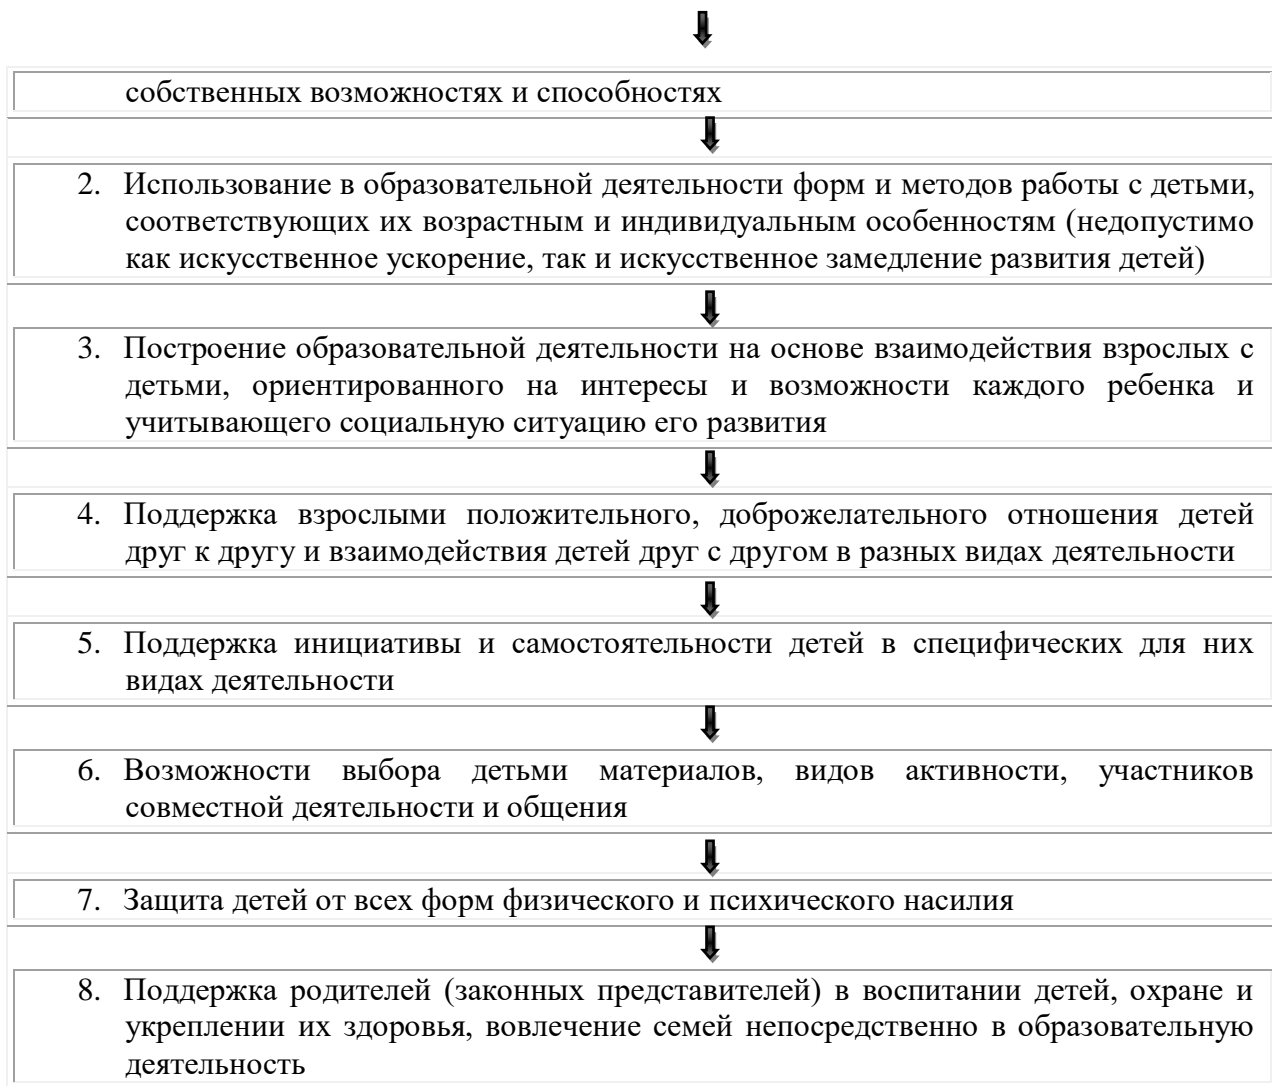 собственных возможностях и способностях
2. Использование в образовательной деятельности форм и методов работы с детьми,
соответствующих их возрастным и индивидуальным особенностям (недопустимо
как искусственное ускорение, так и искусственное замедление развития детей)
3. Построение образовательной деятельности на основе взаимодействия взрослых с
детьми, ориентированного на интересы и возможности каждого ребенка и
учитывающего социальную ситуацию его развития
4. Поддержка взрослыми положительного, доброжелательного отношения детей
друг к другу и взаимодействия детей друг с другом в разных видах деятельности
5. Поддержка инициативы и самостоятельности детей в специфических для них
видах деятельности
6. Возможности выбора детьми материалов, видов активности, участников
совместной деятельности и общения
7. Защита детей от всех форм физического и психического насилия
8. Поддержка родителей (законных представителей) в воспитании детей, охране и
укреплении их здоровья, вовлечение семей непосредственно в образовательную
деятельность